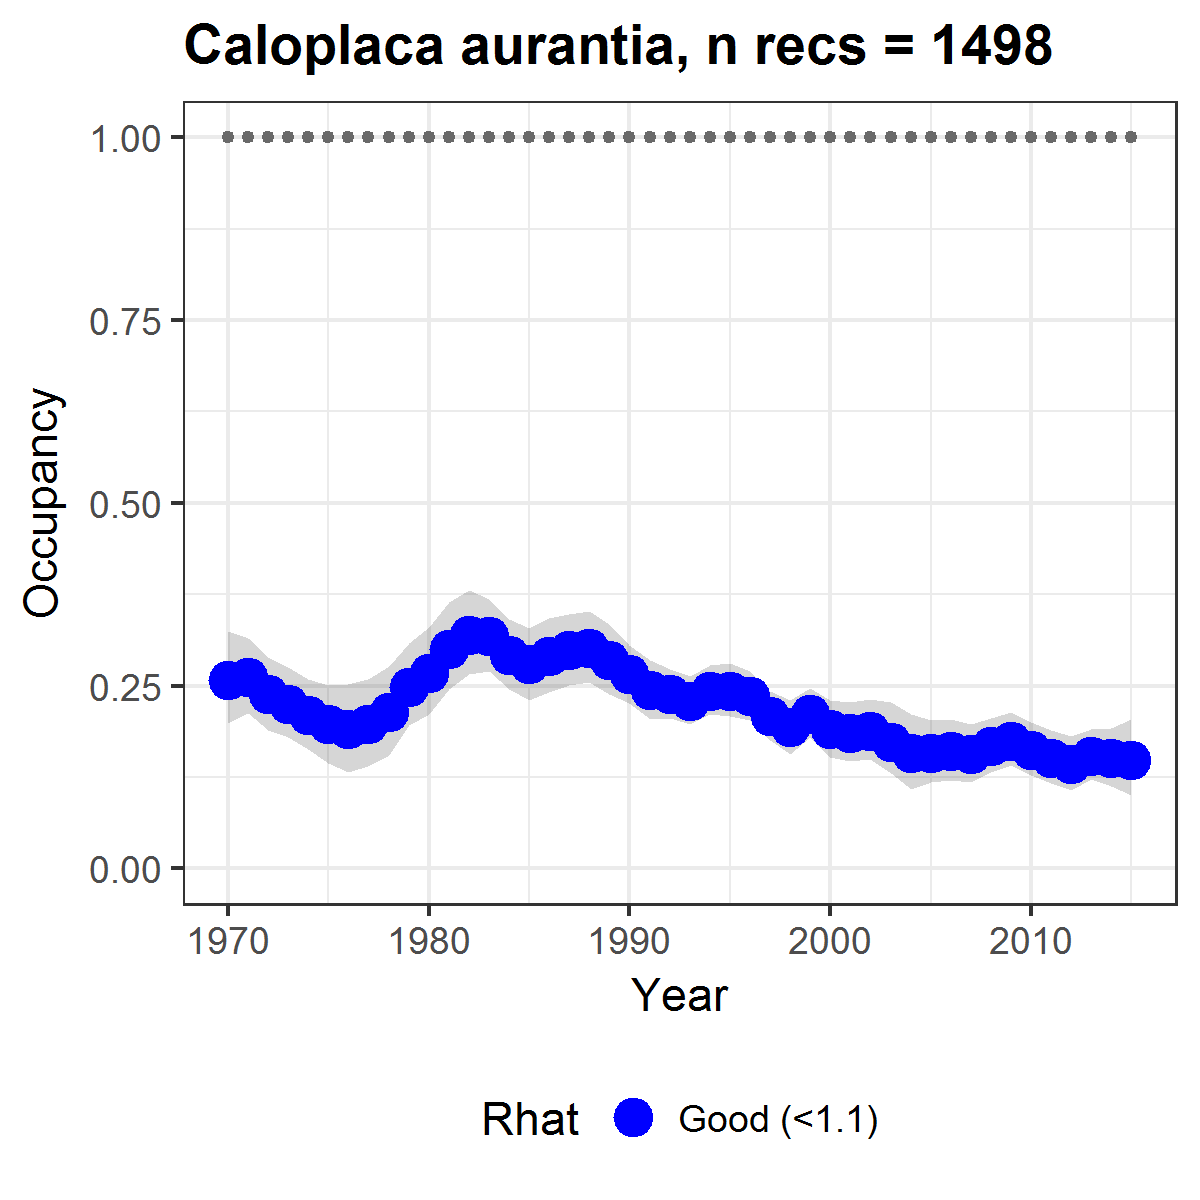 Caloplaca aurantia, n recs = 1498
1.00
0.75
0.50
0.25
0.00
Occupancy
1970 1980 1990 2000 2010
Year
Rhat Good (<1.1)